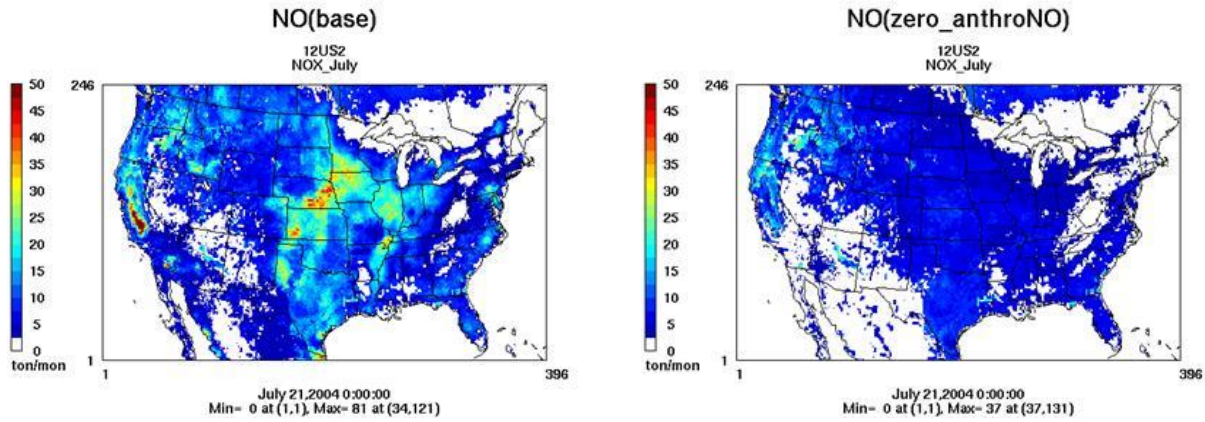 NO(base)
12US2
NOX_July
50
45
40
35
30
25
20
15
10
5
0
ton/mon
246
1
1
396
July 21,2004 0:00:00
Min= 0 at (1,1), Max= 81 at (34,121)
NO(zero_anthroNO)
12US2
NOX_July
50
45
40
35
30
25
20
15
10
5
0
ton/mon
246
1
1
396
July 21,2004 0:00:00
Min= 0 at (1,1), Max= 37 at (37,131)